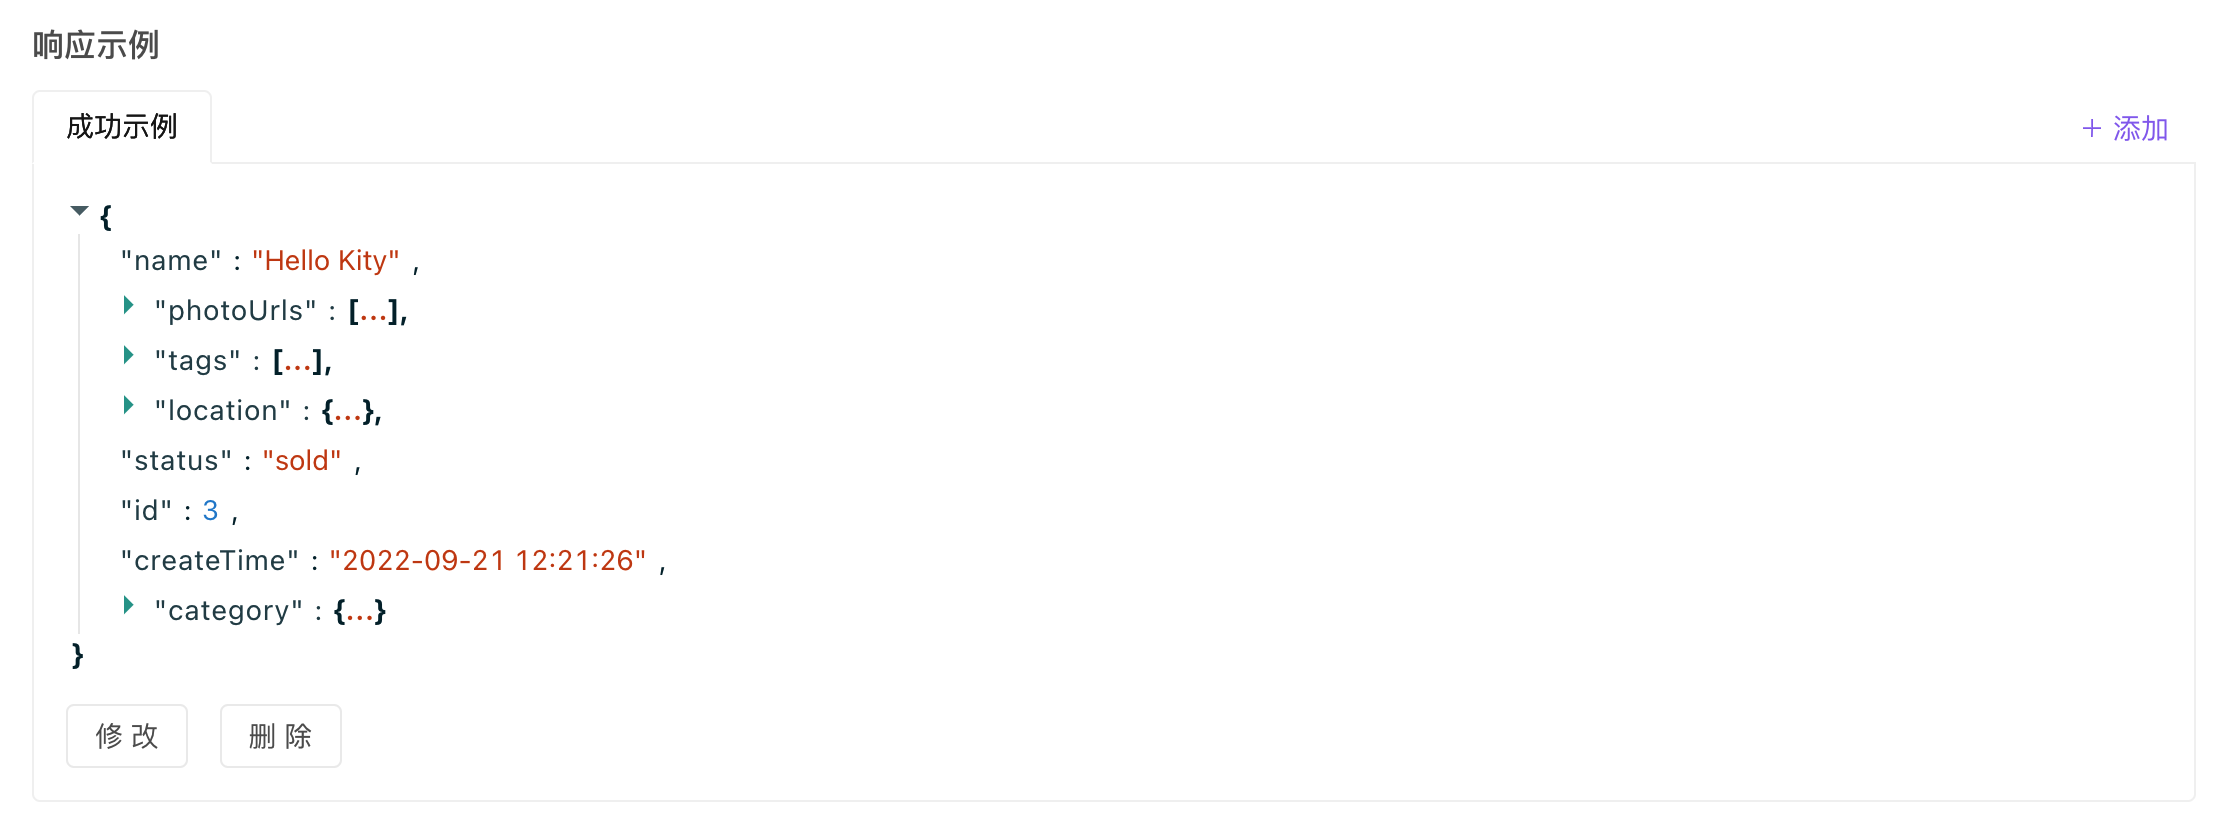 响应示例
成功示例
+ 添加
{
"name" : "Hello Kity" ,
"photoUrls" : [...],
"tags" : [...],
"location" : {...},
"status" : "sold" ,
"id" : 3 ,
"createTime" : "2022-09-21 12:21:26" ,
"category" : {...}
}
修 改
删 除